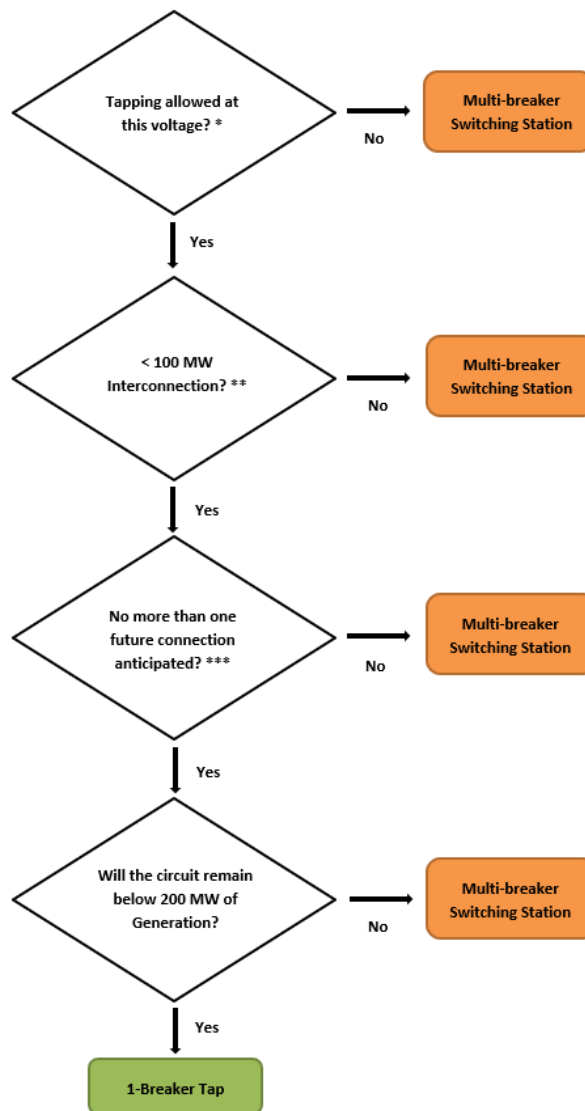 Tapping allowed at
this voltage? *
No
Multi-breaker
Switching Station
Yes
< 100 MW
Interconnection? **
No
Multi-breaker
Switching Station
Yes
No more than one
future connection
anticipated? ***
No
Multi-breaker
Switching Station
Yes
Will the circuit remain
below 200 MW of
Generation?
No
Multi-breaker
Switching Station
Yes
1-Breaker Tap